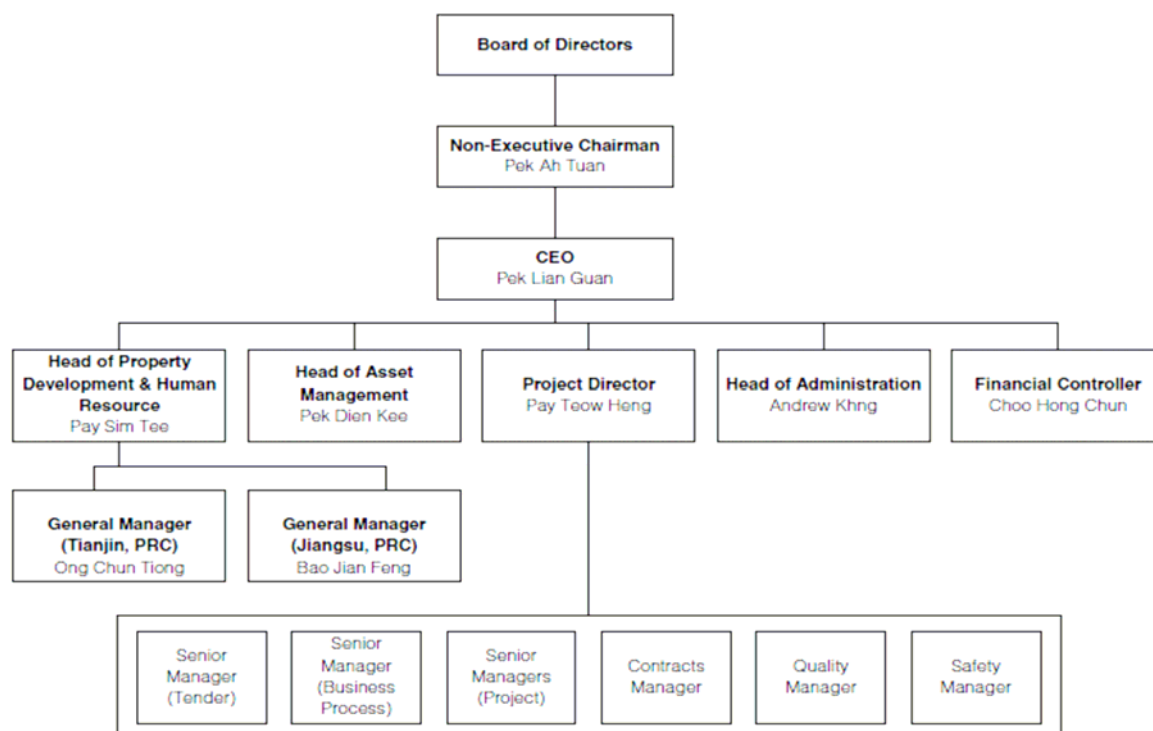 Board of Directors
Non-Executive Chairman
Pek Ah Tuan
CEO
Pek Lian Guan
Head of Property
Development & Human
Resource
Pay Sim Tee
Head of Asset
Management
Pek Dien Kee
Project Director
Pay Teow Heng
Head of Administration
Andrew Khng
Financial Controller
Choo Hong Chun
General Manager
(Tianjin, PRC)
Ong Chun Tiong
General Manager
(Jiangsu, PRC)
Bao Jian Feng
Senior
Manager
(Tender)
Senior
Manager
(Business
Process)
Senior
Managers
(Project)
Contracts
Manager
Quality
Manager
Safety
Manager